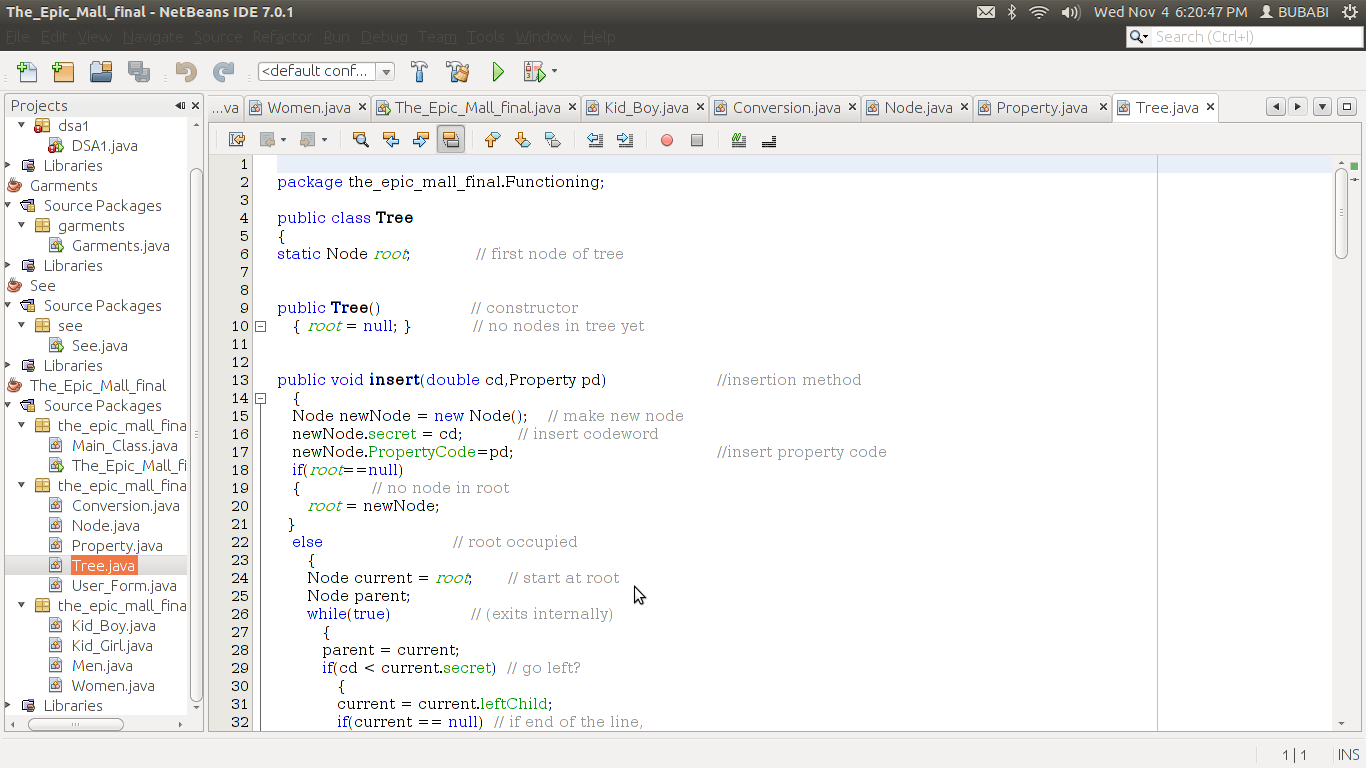 The_Epic_Mall_final - NetBeans IDE 7.0.1
Wed Nov 4 6:20:47 PM BUBABI
File Edit View Navigate Source Refactor Run Debug Team Tools Window Help
Search (Ctrl+I)
<default conf...
Projects
...va Women.java The_Epic_Mall_final.java Kid_Boy.java Conversion.java Node.java Property.java Tree.java
dsa1
DSA1.java
Libraries
Garments
Source Packages
garments
Garments.java
Libraries
See
Source Packages
see
See.java
Libraries
The_Epic_Mall_final
Source Packages
the_epic_mall_fina
Main_Class.java
The_Epic_Mall_fi
the_epic_mall_fina
Conversion.java
Node.java
Property.java
Tree.java
User_Form.java
the_epic_mall_fina
Kid_Boy.java
Kid_Girl.java
Men.java
Women.java
Libraries
1
2 package the_epic_mall_final.Functioning;
3
4 public class Tree
5 {
6 static Node root; // first node of tree
7
8
9 public Tree() // constructor
10 { root = null; } // no nodes in tree yet
11
12
13 public void insert(double cd,Property pd) //insertion method
14 {
15 Node newNode = new Node(); // make new node
16 newNode.secret = cd; // insert codeword
17 newNode.PropertyCode=pd; //insert property code
18 if(root==null)
19 { // no node in root
20 root = newNode;
21 }
22 else // root occupied
23 {
24 Node current = root; // start at root
25 Node parent;
26 while(true) // (exits internally)
27 {
28 parent = current;
29 if(cd < current.secret) // go left?
30 {
31 current = current.leftChild;
32 if(current == null) // if end of the line,
1 | 1 INS